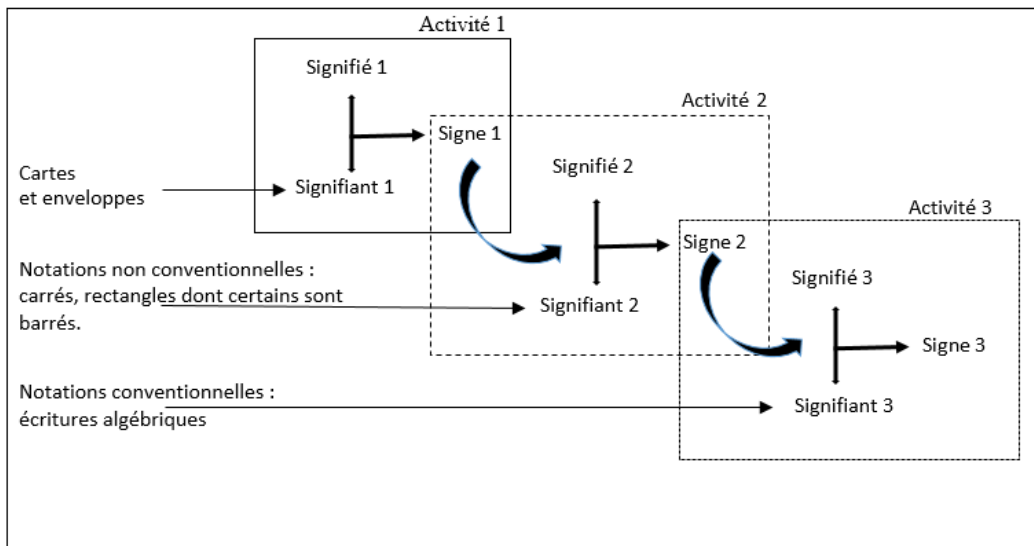 Activité 1
Signifié 1
Activité 2
Signe 1
Signifié 2
Cartes
et enveloppes
Signifiant 1
Activité 3
Signe 2
Notations non conventionnelles :
carrés, rectangles dont certains sont
barrés.
Signifié 3
Signifiant 2
Signe 3
Notations conventionnelles :
écritures algébriques
Signifiant 3